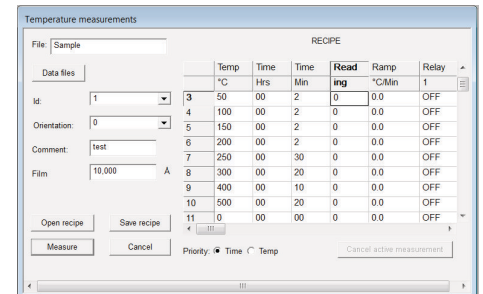 Temperature measurements
RECIPE
File: Sample
Data files
Id: 1
Orientation: 0
Comment: test
Film 10,000 Å
Open recipe Save recipe
Measure Cancel
Temp Time Time Read Ramp Relay
°C Hrs Min ing °C/Min 1
3 50 00 2 0 0.0 OFF
4 100 00 2 0 0.0 OFF
5 150 00 2 0 0.0 OFF
6 200 00 2 0 0.0 OFF
7 250 00 30 0 0.0 OFF
8 300 00 20 0 0.0 OFF
9 400 00 10 0 0.0 OFF
10 500 00 20 0 0.0 OFF
11 0 00 00 0 0.0 OFF
Priority: Time Temp Cancel active measurement